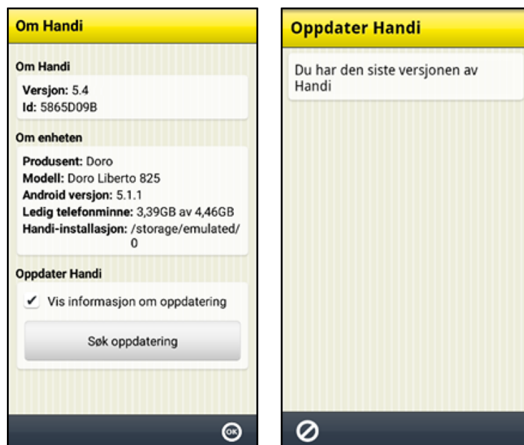 Om Handi
Om Handi
Versjon: 5.4
Id: 5865D09B
Om enheten
Produsent: Doro
Modell: Doro Liberto 825
Android versjon: 5.1.1
Ledig telefonminne: 3,39GB av 4,46GB
Handi-installasjon: /storage/emulated/
0
Oppdater Handi
✔ Vis informasjon om oppdatering
Søk oppdatering
OK
Oppdater Handi
Du har den siste versjonen av
Handi